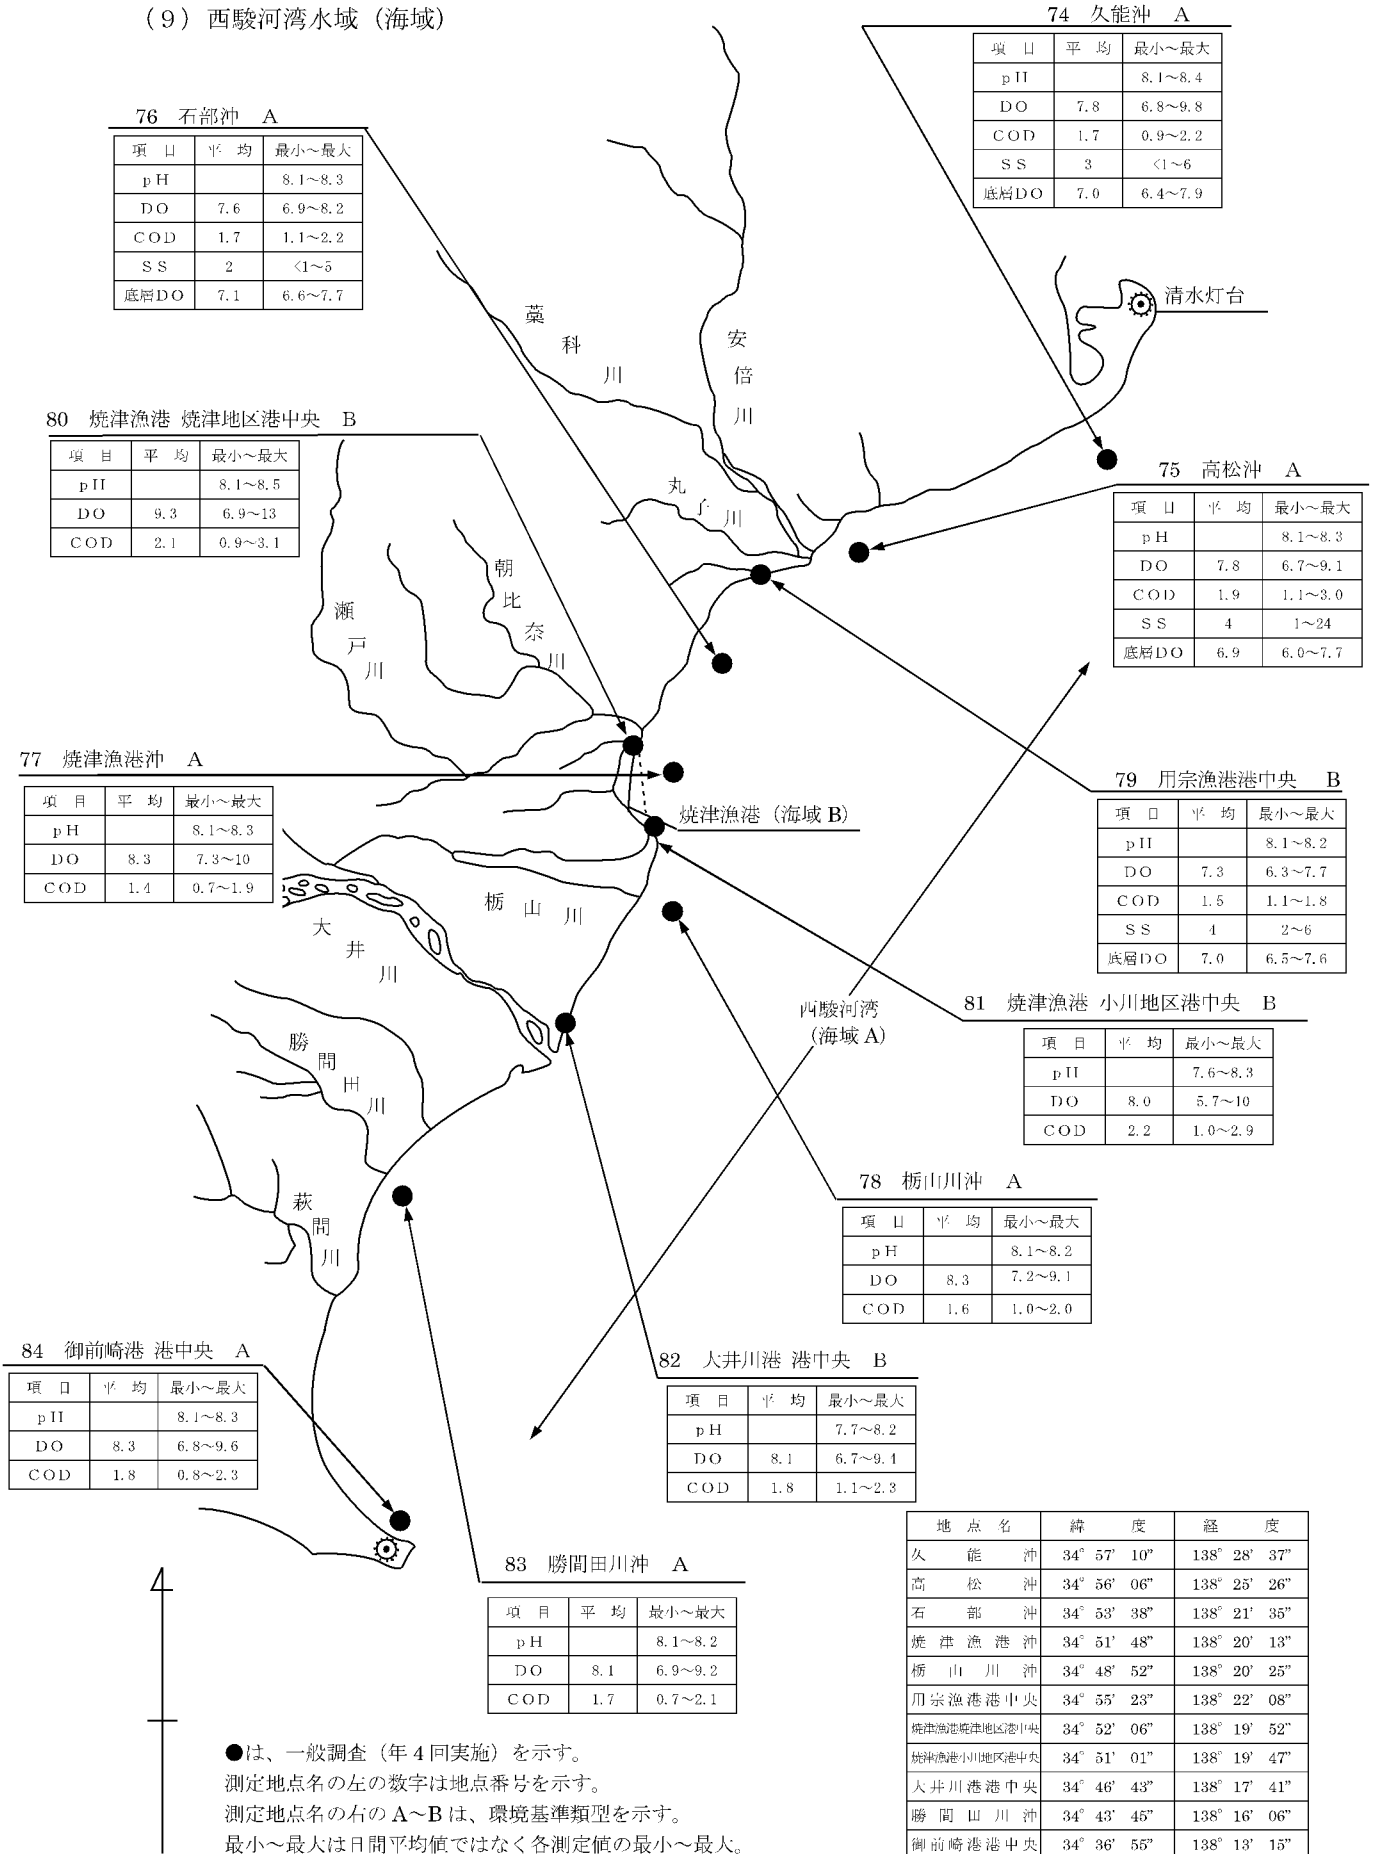 (9) 西駿河湾水域（海域）
74 久能沖 A
項 目 平 均 最小～最大
pH 8.1～8.4
DO 7.8 6.8～9.8
COD 1.7 0.9～2.2
SS 3 <1～6
底層DO 7.0 6.4～7.9
76 石部沖 A
項 目 平 均 最小～最大
pH 8.1～8.3
DO 7.6 6.9～8.2
COD 1.7 1.1～2.2
SS 2 <1～5
底層DO 7.1 6.6～7.7
清水灯台
藁科川
安倍川
80 焼津漁港 焼津地区港中央 B
項 目 平 均 最小～最大
pH 8.1～8.5
DO 9.3 6.9～13
COD 2.1 0.9～3.1
75 高松沖 A
項 目 平 均 最小～最大
pH 8.1～8.3
DO 7.8 6.7～9.1
COD 1.9 1.1～3.0
SS 4 1～24
底層DO 6.9 6.0～7.7
丸子川
朝比奈川
瀬戸川
77 焼津漁港沖 A
項 目 平 均 最小～最大
pH 8.1～8.3
DO 8.3 7.3～10
COD 1.4 0.7～1.9
79 用宗漁港港中央 B
項 目 平 均 最小～最大
pH 8.1～8.2
DO 7.3 6.3～7.7
COD 1.5 1.1～1.8
SS 4 2～6
底層DO 7.0 6.5～7.6
焼津漁港（海域 B）
栃山川
大井川
西駿河湾
（海域 A）
81 焼津漁港 小川地区港中央 B
項 目 平 均 最小～最大
pH 7.6～8.3
DO 8.0 5.7～10
COD 2.2 1.0～2.9
勝間田川
78 栃山川沖 A
項 目 平 均 最小～最大
pH 8.1～8.2
DO 8.3 7.2～9.1
COD 1.6 1.0～2.0
萩間川
84 御前崎港 港中央 A
項 目 平 均 最小～最大
pH 8.1～8.3
DO 8.3 6.8～9.6
COD 1.8 0.8～2.3
82 大井川港 港中央 B
項 目 平 均 最小～最大
pH 7.7～8.2
DO 8.1 6.7～9.4
COD 1.8 1.1～2.3
83 勝間田川沖 A
項 目 平 均 最小～最大
pH 8.1～8.2
DO 8.1 6.9～9.2
COD 1.7 0.7～2.1
地 点 名 緯 度 経 度
久能沖 34° 57’ 10” 138° 28’ 37”
高松沖 34° 56’ 06” 138° 25’ 26”
石部沖 34° 53’ 38” 138° 21’ 35”
焼津漁港沖 34° 51’ 48” 138° 20’ 13”
栃山川沖 34° 48’ 52” 138° 20’ 25”
用宗漁港港中央 34° 55’ 23” 138° 22’ 08”
焼津漁港焼津地区港中央 34° 52’ 06” 138° 19’ 52”
焼津漁港小川地区港中央 34° 51’ 01” 138° 19’ 47”
大井川港港中央 34° 46’ 43” 138° 17’ 41”
勝間田川沖 34° 43’ 45” 138° 16’ 06”
御前崎港港中央 34° 36’ 55” 138° 13’ 15”
●は、一般調査（年４回実施）を示す。
測定地点名の左の数字は地点番号を示す。
測定地点名の右の A～B は、環境基準類型を示す。
最小～最大は日間平均値ではなく各測定値の最小～最大。